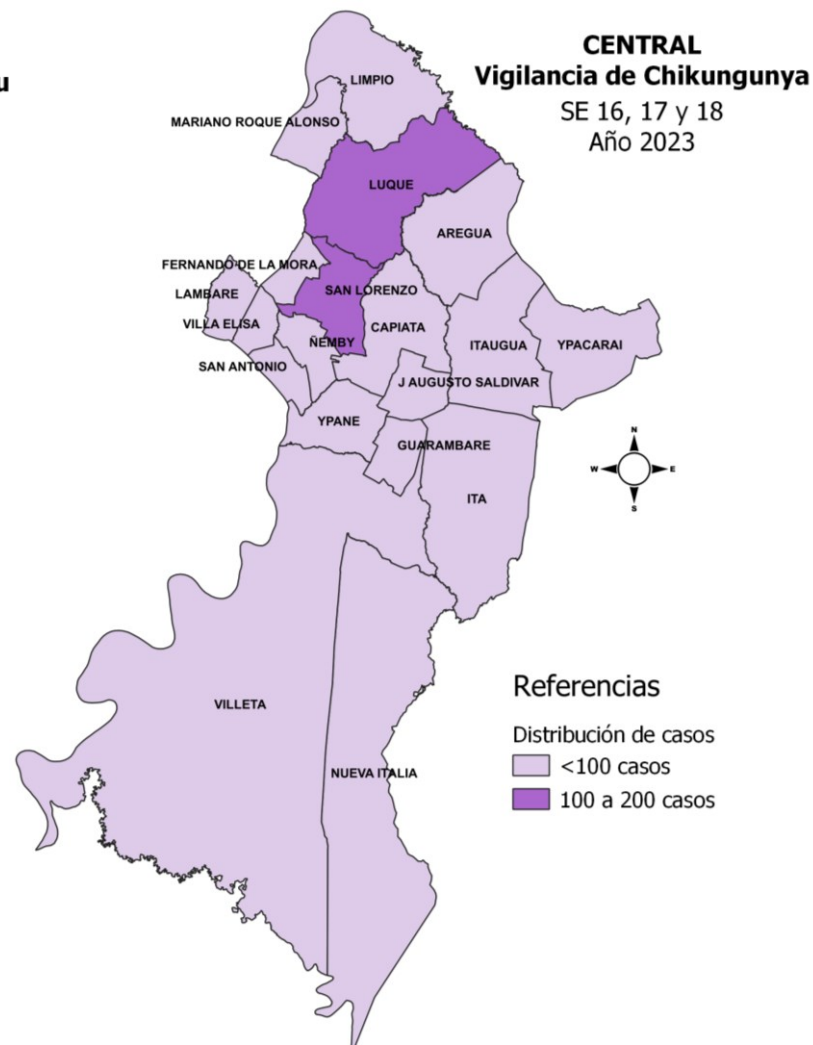 u
CENTRAL
Vigilancia de Chikungunya
SE 16, 17 y 18
Año 2023
LIMPIO
MARIANO ROQUE ALONSO
LUQUE
AREGUA
FERNANDO DE LA MORA
SAN LORENZO
LAMBARE
VILLA ELISA
CAPIATA
ÑEMBY
ITAUGUA
YPACARAI
SAN ANTONIO
J AUGUSTO SALDIVAR
YPANE
GUARAMBARE
ITA
N
W
E
S
VILLETA
NUEVA ITALIA
Referencias
Distribución de casos
<100 casos
100 a 200 casos